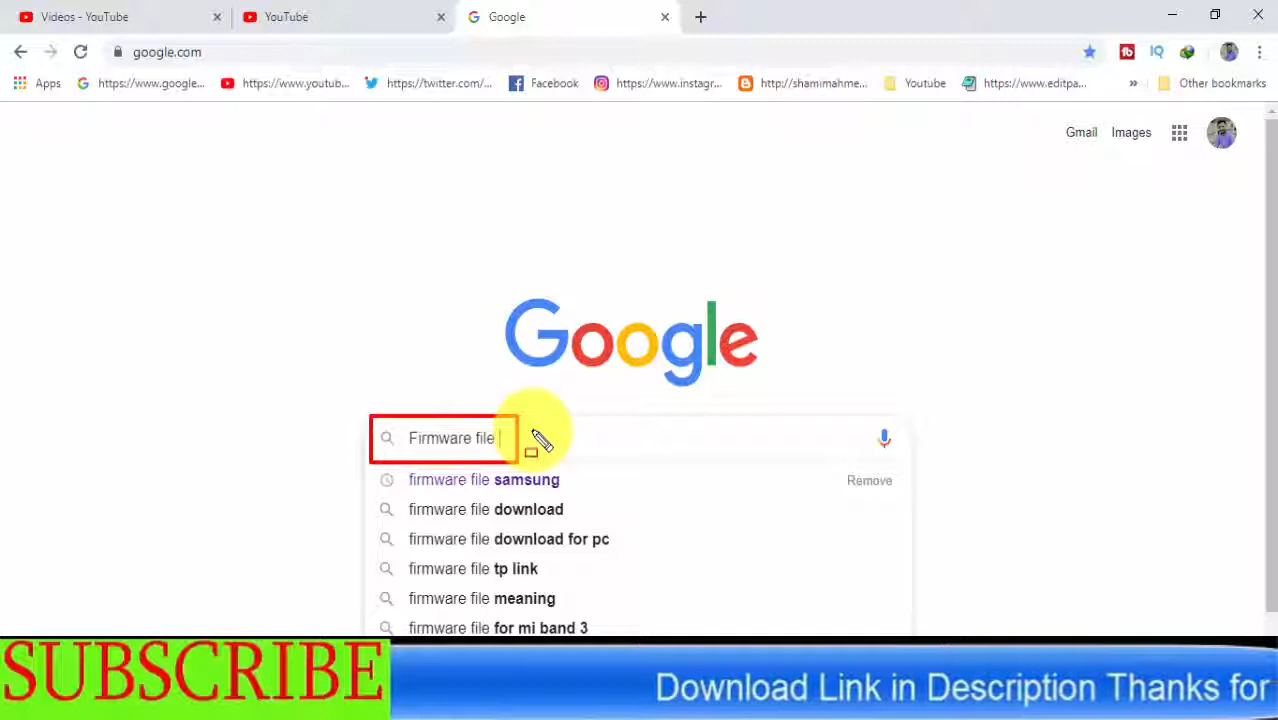 Videos - YouTube
YouTube
Google
google.com
Apps
https://www.google...
https://www.youtub...
https://twitter.com/...
Facebook
https://www.instagr...
http://shamimahme...
Youtube
https://www.editpa...
»
Other bookmarks
Gmail
Images
Google
Firmware file
firmware file samsung
Remove
firmware file download
firmware file download for pc
firmware file tp link
firmware file meaning
firmware file for mi band 3
SUBSCRIBE
Download Link in Description Thanks for